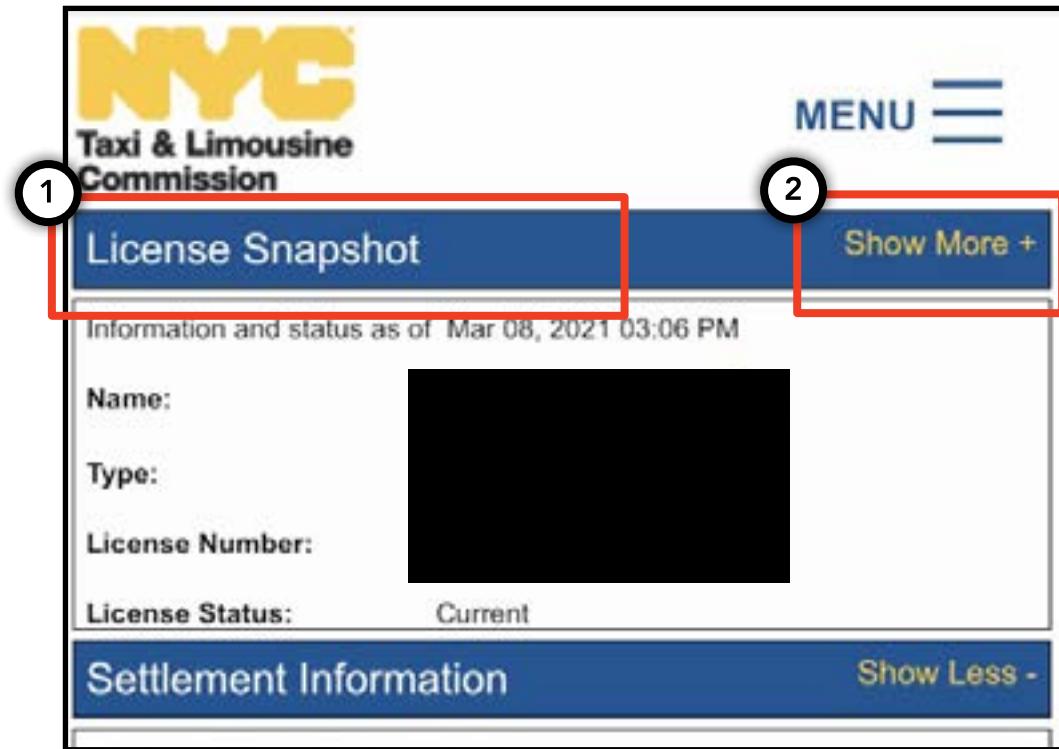 NYC
Taxi & Limousine
Commission
MENU
1
2
License Snapshot
Show More +
Information and status as of Mar 08, 2021 03:06 PM
Name:
Type:
License Number:
License Status: Current
Settlement Information
Show Less -